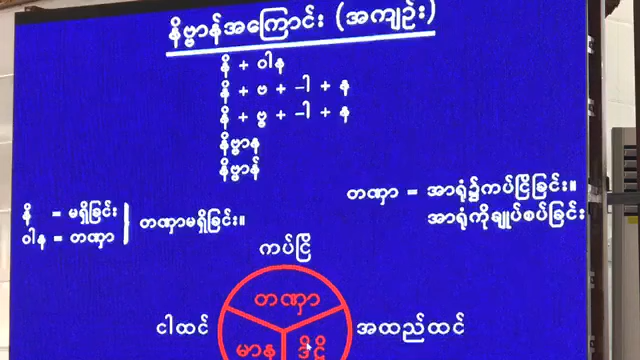 နိဗ္ဗာန်အကြောင်း (အကျဉ်း)
နိ + ဝါန
နိ + ဗ + -ါ + န
နိ + ဗ္ဗ + -ါ + န
နိဗ္ဗာန
နိဗ္ဗာန်
နိ = မရှိခြင်း
ဝါန = တဏှာ
တဏှာမရှိခြင်း။
တဏှာ = အာရုံ၌ကပ်ငြိခြင်း။
အာရုံကိုချုပ်စပ်ခြင်း
ကပ်ငြိ
တဏှာ
ငါထင်
အထည်ထင်
မာန
ဒိဋ္ဌိ